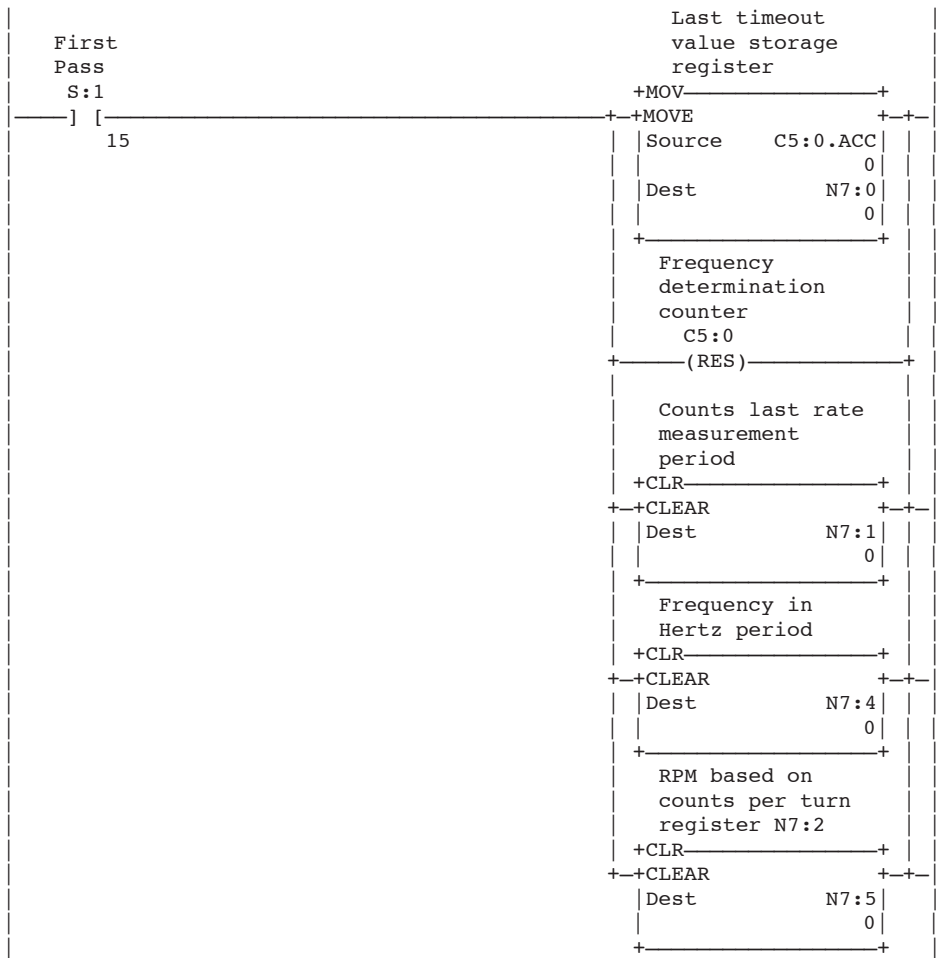 Last timeout
First value storage
Pass register
S:1 +MOV
] [ +MOVE
15 Source C5:0.ACC
0
Dest N7:0
0
Frequency
determination
counter
C5:0
(RES)
Counts last rate
measurement
period
+CLR
+CLEAR
Dest N7:1
0
Frequency in
Hertz period
+CLR
+CLEAR
Dest N7:4
0
RPM based on
counts per turn
register N7:2
+CLR
+CLEAR
Dest N7:5
0